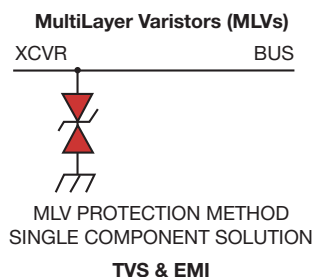 MultiLayer Varistors (MLVs)
XCVR BUS
MLV PROTECTION METHOD
SINGLE COMPONENT SOLUTION
TVS & EMI